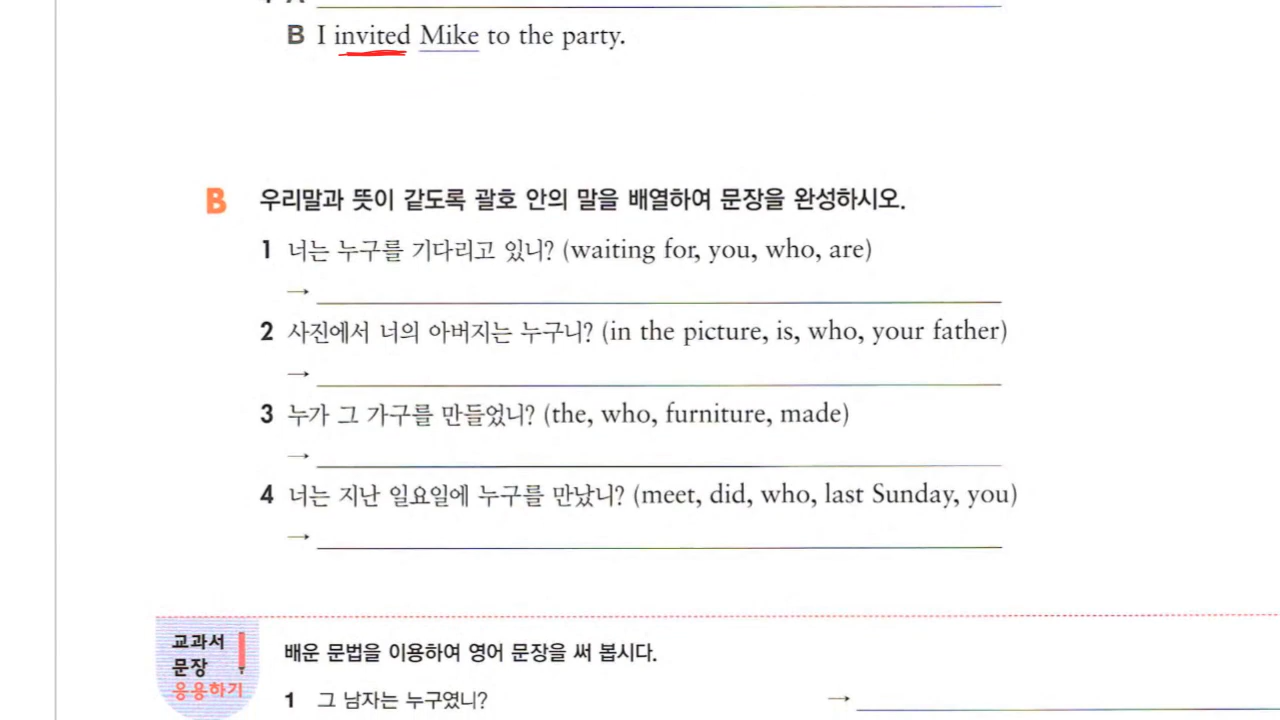 B I invited Mike to the party.
B 우리말과 뜻이 같도록 괄호 안의 말을 배열하여 문장을 완성하시오.
1 너는 누구를 기다리고 있니? (waiting for, you, who, are)
→
2 사진에서 너의 아버지는 누구니? (in the picture, is, who, your father)
→
3 누가 그 가구를 만들었니? (the, who, furniture, made)
→
4 너는 지난 일요일에 누구를 만났니? (meet, did, who, last Sunday, you)
→
교과서
문장
응용하기
배운 문법을 이용하여 영어 문장을 써 봅시다.
1 그 남자는 누구였니? →